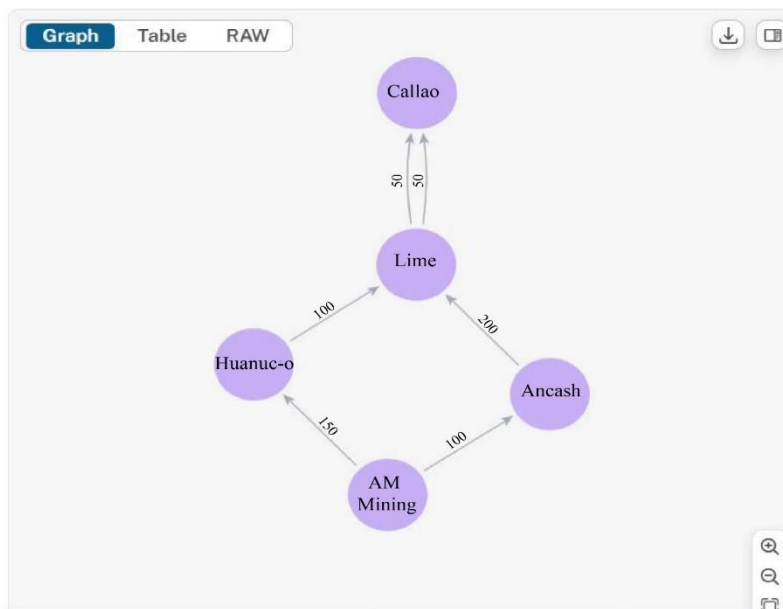 Graph Table RAW
Callao
50 50
Lime
100
200
Huanuc-o
Ancash
150
100
AM
Mining